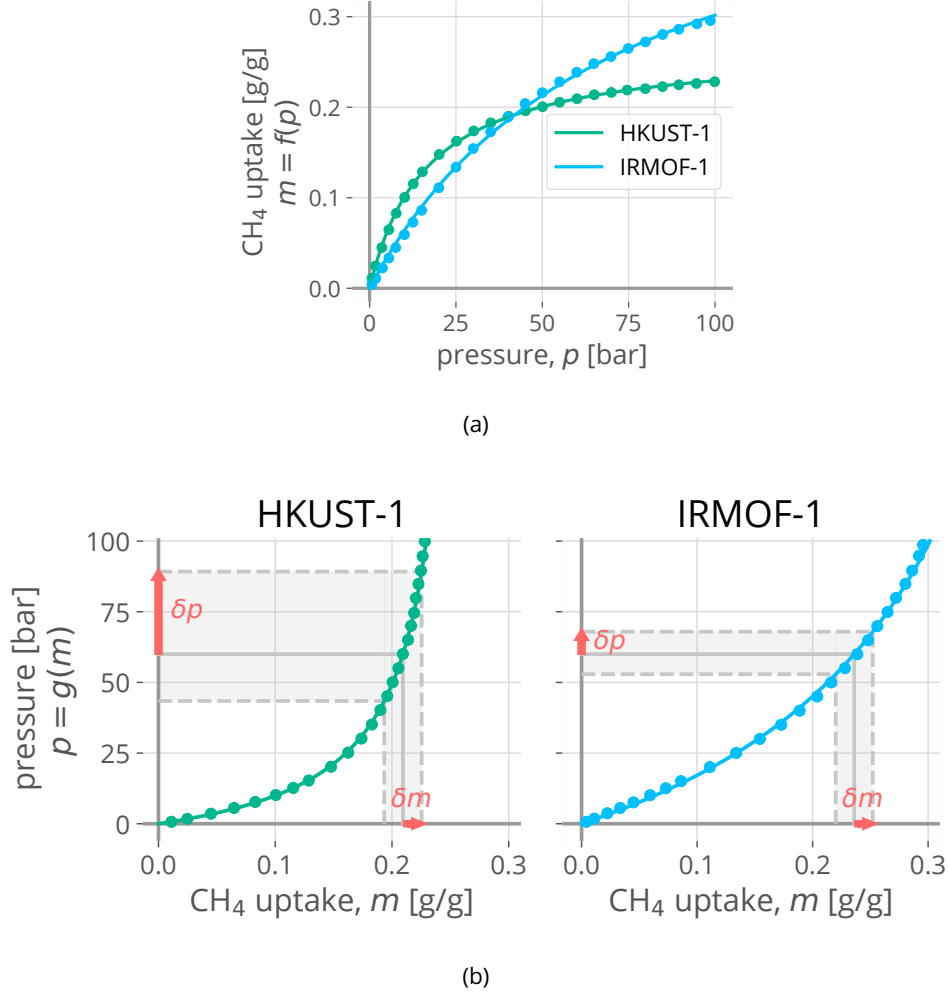 0.3
0.2
0.1
0.0
CH₄ uptake [g/g]
m = f(p)
HKUST-1
IRMOF-1
0 25 50 75 100
pressure, p [bar]
(a)
HKUST-1
IRMOF-1
100
75
50
25
0
pressure [bar]
p = g(m)
δp
δp
δm
δm
0.0 0.1 0.2 0.3
0.0 0.1 0.2 0.3
CH₄ uptake, m [g/g]
CH₄ uptake, m [g/g]
(b)